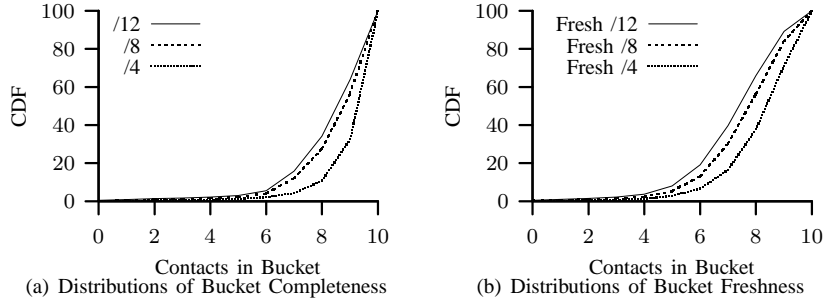 100
80
60
40
20
0
CDF
/12
/8
/4
0 2 4 6 8 10
Contacts in Bucket
(a) Distributions of Bucket Completeness
100
80
60
40
20
0
CDF
Fresh /12
Fresh /8
Fresh /4
0 2 4 6 8 10
Contacts in Bucket
(b) Distributions of Bucket Freshness